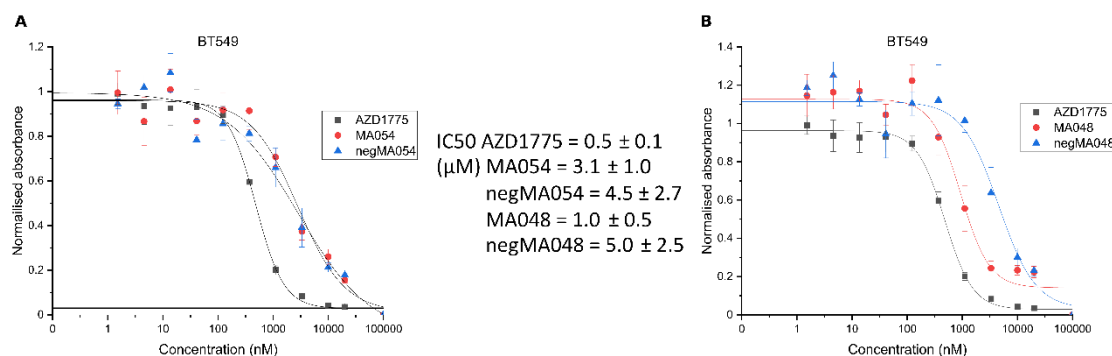 A
BT549
Normalised absorbance
1.2
1
0.8
0.6
0.4
0.2
0
0 1 10 100 1000 10000 100000
Concentration (nM)
AZD1775
MA054
negMA054
IC50 AZD1775 = 0.5 ± 0.1
(μM) MA054 = 3.1 ± 1.0
negMA054 = 4.5 ± 2.7
MA048 = 1.0 ± 0.5
negMA048 = 5.0 ± 2.5
B
BT549
Normalised absorbance
1.4
1.2
1.0
0.8
0.6
0.4
0.2
0
0 1 10 100 1000 10000 100000
Concentration (nM)
AZD1775
MA048
negMA048